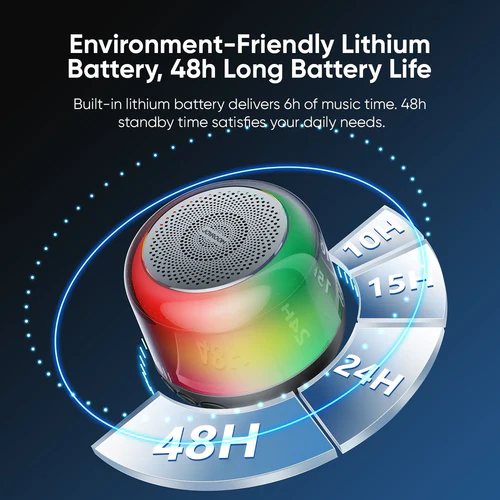 Environment-Friendly Lithium
Battery, 48h Long Battery Life
Built-in lithium battery delivers 6h of music time. 48h
standby time satisfies your daily needs.
JOYROOM
10H
15H
24H
48H